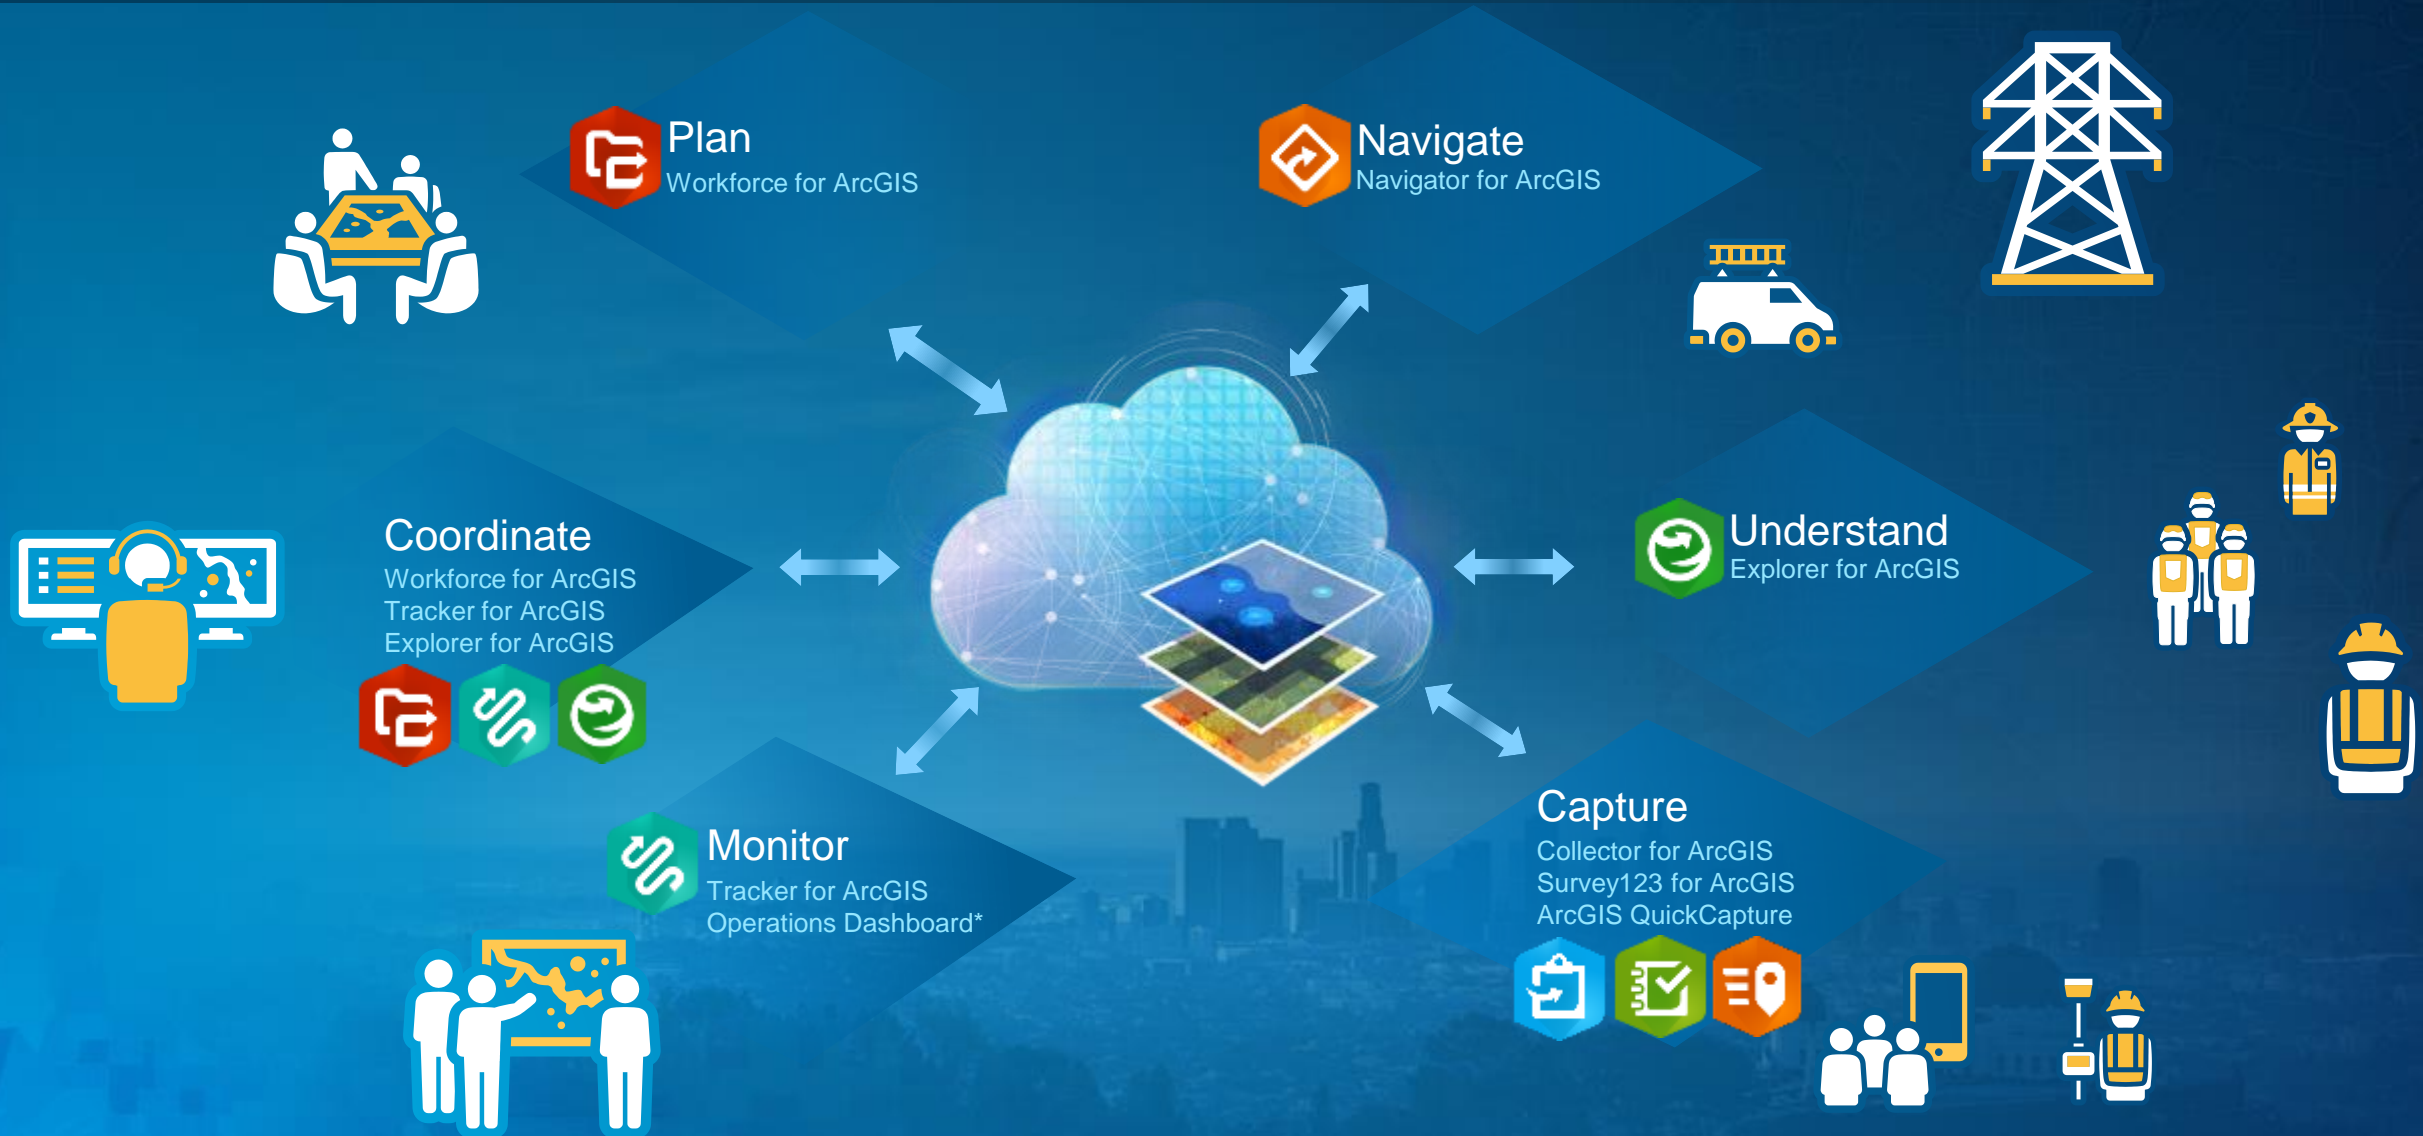 Plan
Workforce for ArcGIS
Navigate
Navigator for ArcGIS
Coordinate
Workforce for ArcGIS
Tracker for ArcGIS
Explorer for ArcGIS
Understand
Explorer for ArcGIS
Monitor
Tracker for ArcGIS
Operations Dashboard*
Capture
Collector for ArcGIS
Survey123 for ArcGIS
ArcGIS QuickCapture